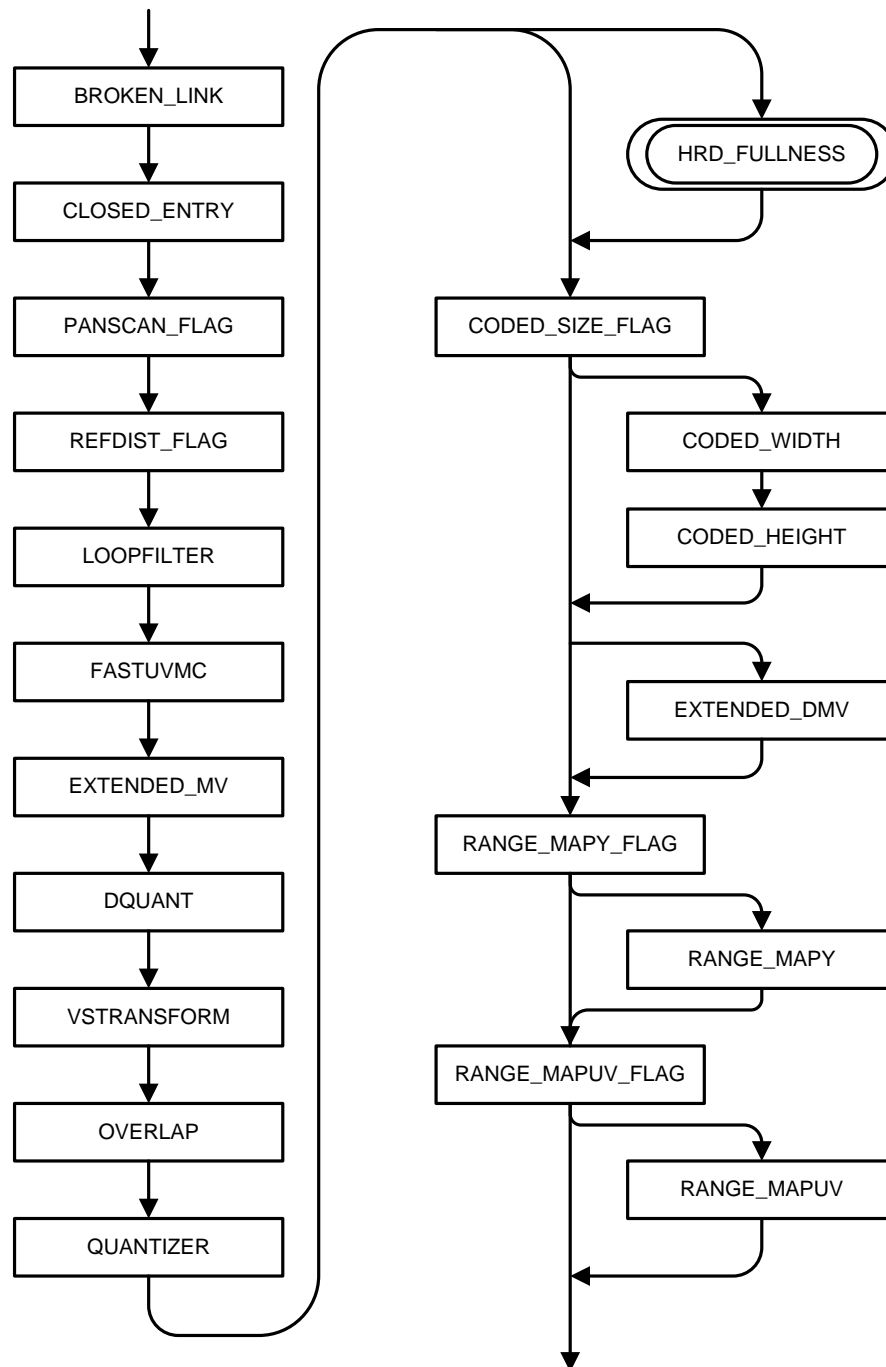 BROKEN_LINK
CLOSED_ENTRY
PANSCAN_FLAG
REFDIST_FLAG
LOOPFILTER
FASTUVMC
EXTENDED_MV
DQUANT
VSTRANSFORM
OVERLAP
QUANTIZER
HRD_FULLNESS
CODED_SIZE_FLAG
CODED_WIDTH
CODED_HEIGHT
EXTENDED_DMV
RANGE_MAPY_FLAG
RANGE_MAPY
RANGE_MAPUV_FLAG
RANGE_MAPUV